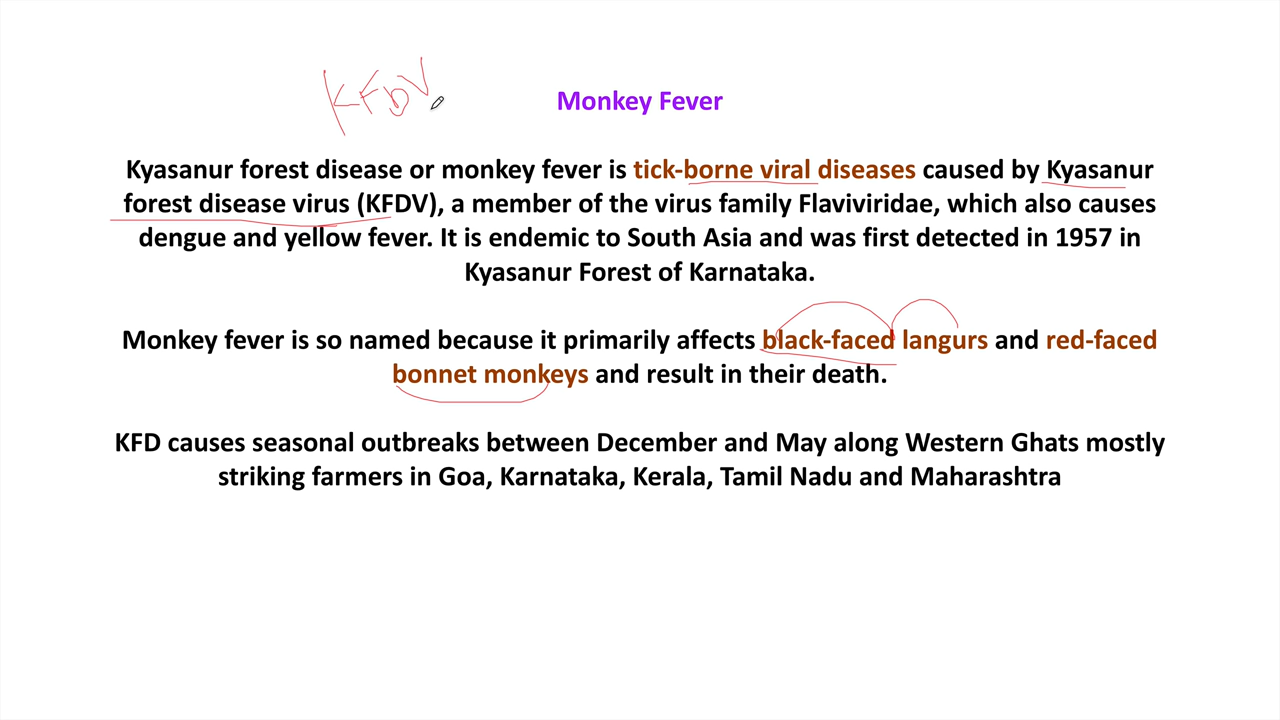 KFDV
Monkey Fever
Kyasanur forest disease or monkey fever is tick-borne viral diseases caused by Kyasanur
forest disease virus (KFDV), a member of the virus family Flaviviridae, which also causes
dengue and yellow fever. It is endemic to South Asia and was first detected in 1957 in
Kyasanur Forest of Karnataka.
Monkey fever is so named because it primarily affects black-faced langurs and red-faced
bonnet monkeys and result in their death.
KFD causes seasonal outbreaks between December and May along Western Ghats mostly
striking farmers in Goa, Karnataka, Kerala, Tamil Nadu and Maharashtra